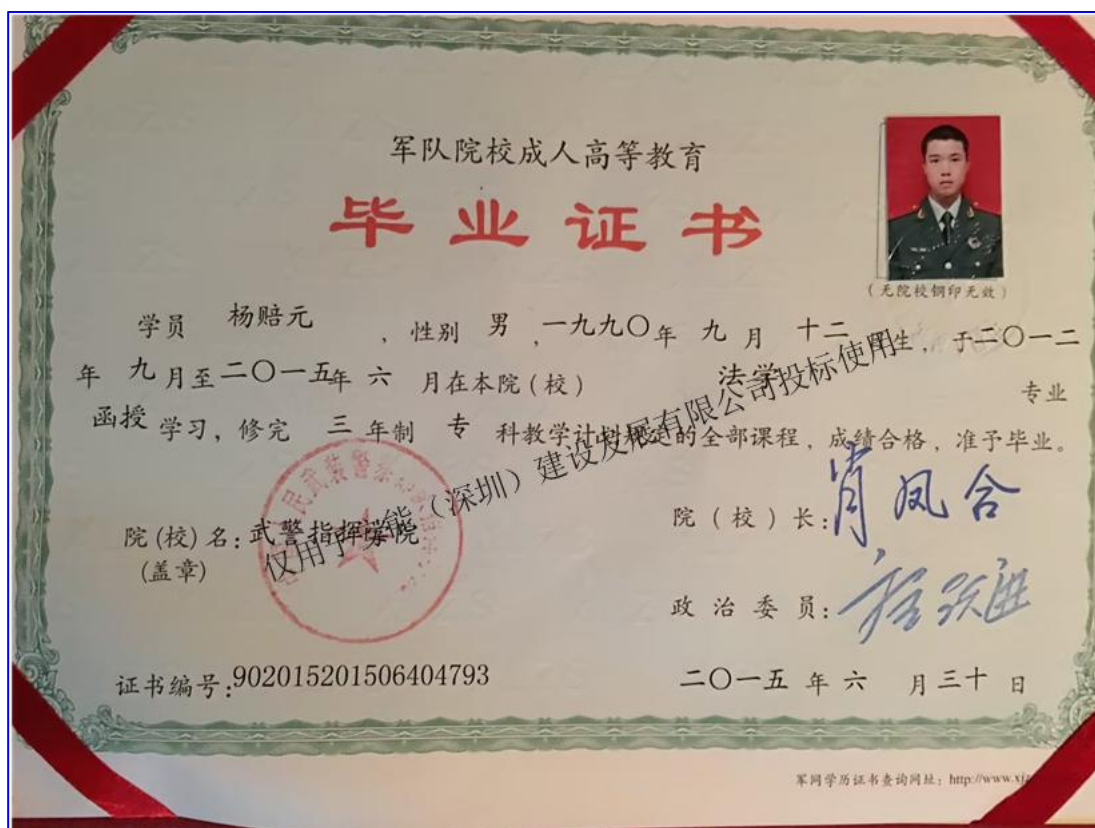 军队院校成人高等教育
毕业证书
(无院校钢印无效)
学员 杨赔元 , 性别 男 , 一九九〇年 九 月 十二 日生, 于二〇一二
年 九 月至二〇一五年 六 月在本院(校) 法学 专业
函授 学习, 修完 三 年制 专 科教学计划规定的全部课程, 成绩合格, 准予毕业。
院(校)名: 武警指挥学院
(盖章)
院(校)长: 肖凤合
政治委员:
证书编号: 902015201506404793
二〇一五 年 六 月 三十 日
军网学历证书查询网址: http://www.xj
(深圳)建设发展有限公司投标使用
仅用于